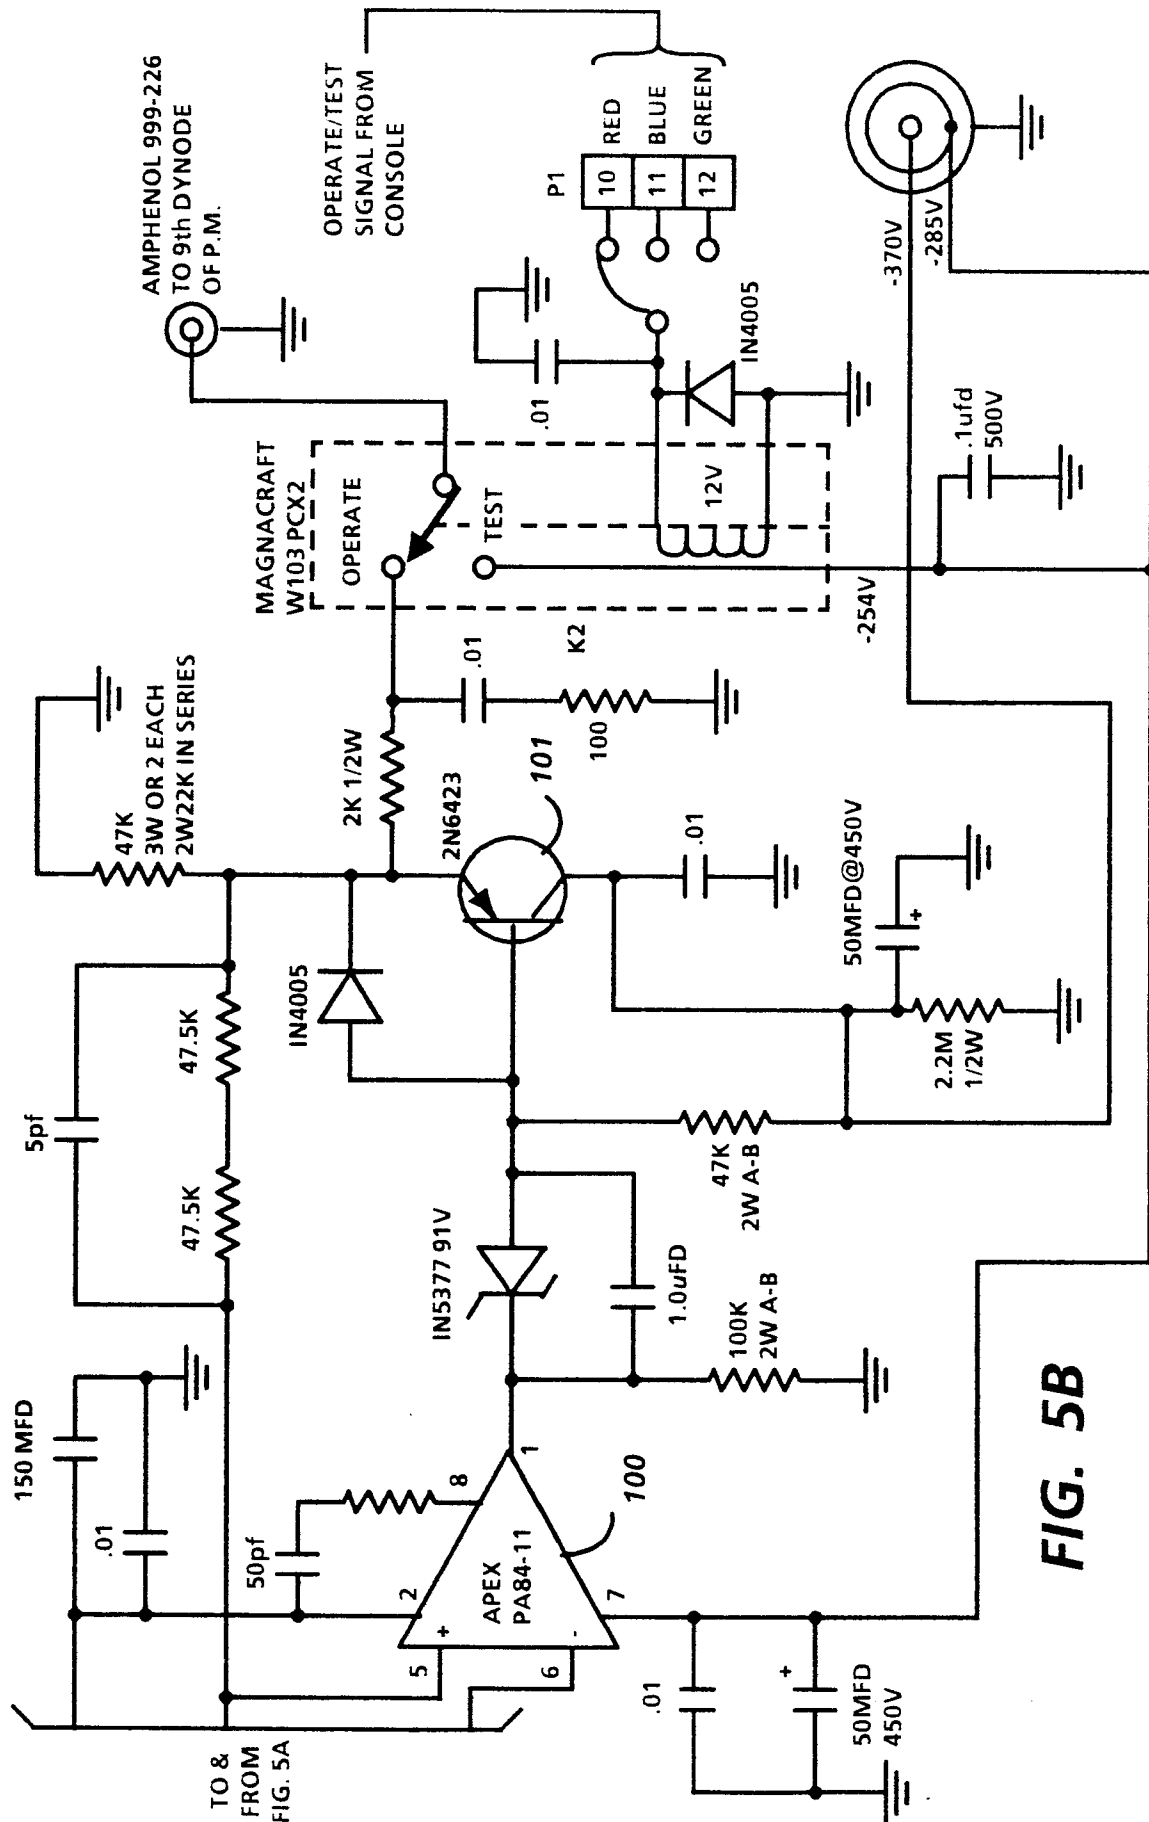 AMPHENOL 999-226
TO 9th DYNODE
OF P.M.
OPERATE/TEST
SIGNAL FROM
CONSOLE
P1
10
RED
11
BLUE
12
GREEN
-370V
-285V
.01
IN4005
MAGNACRAFT
W103 PCX2
OPERATE
TEST
12V
.1ufd
500V
-254V
K2
47K
3W OR 2 EACH
2W22K IN SERIES
2K 1/2W
.01
100
2N6423
101
.01
50MFD@450V
+
2.2M
1/2W
5pf
47.5K
47.5K
IN4005
47K
2W A-B
IN5377 91V
1.0uFD
100K
2W A-B
150 MFD
.01
50pf
8
1
2
APEX
PA84-11
100
5
+
6
-
7
.01
+
50MFD
450V
TO &
FROM
FIG. 5A
FIG. 5B